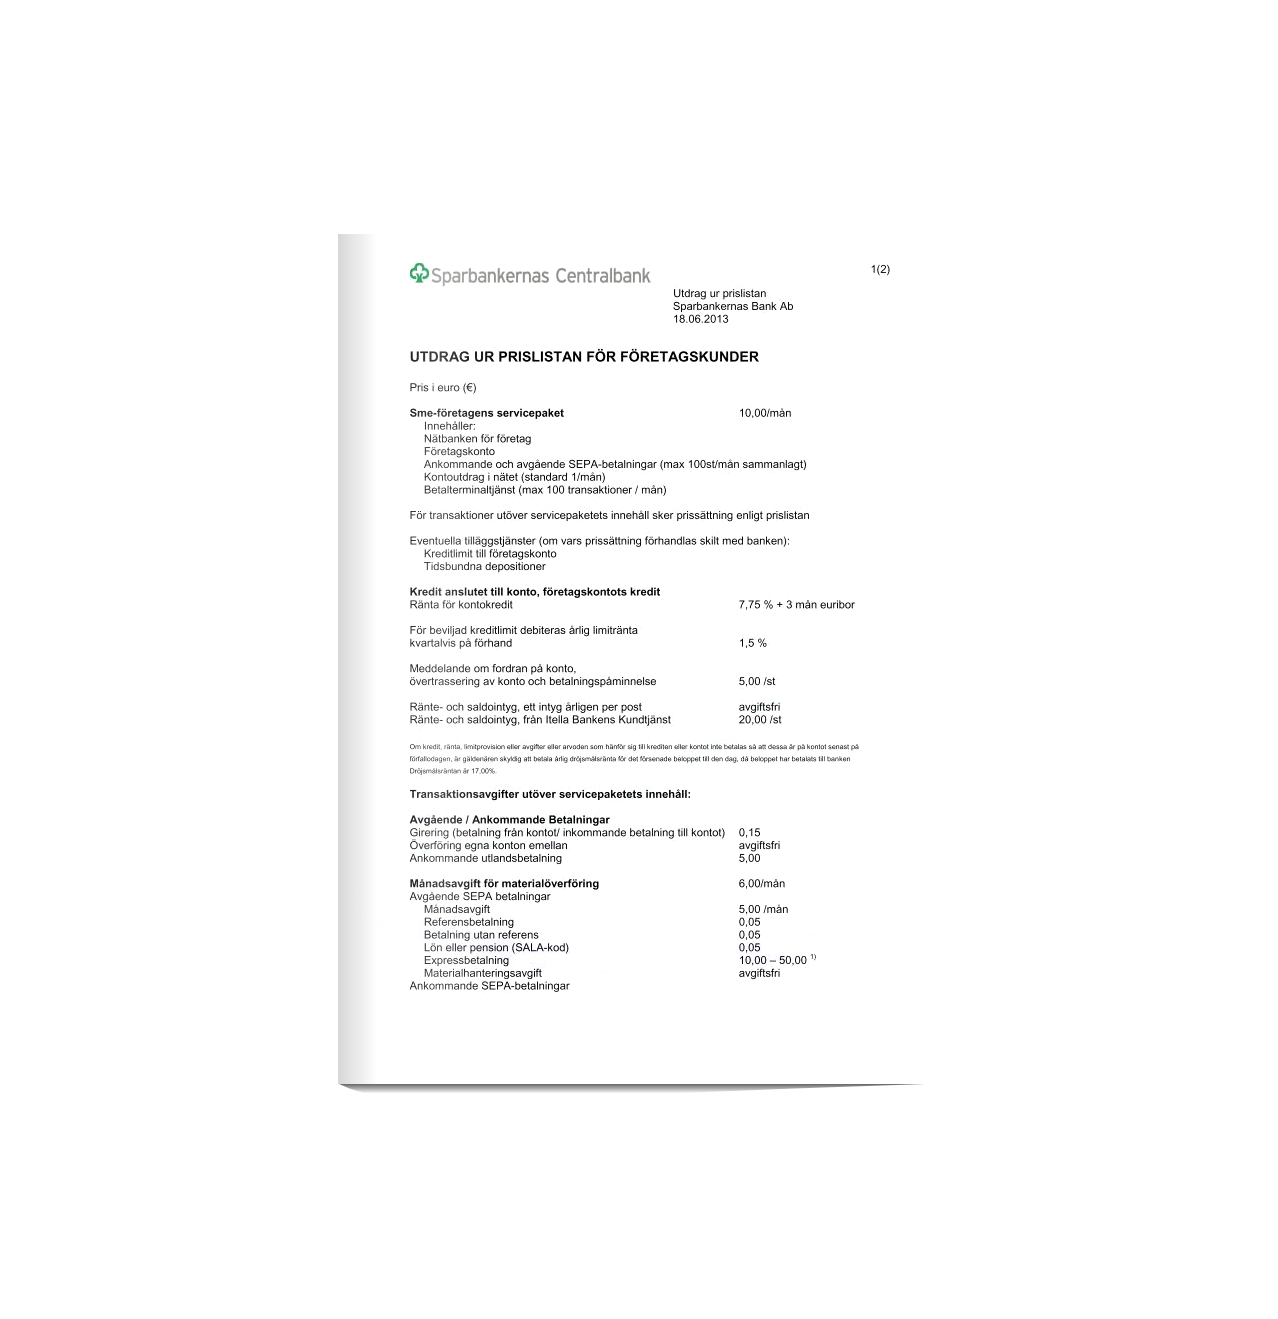 Sparbankernas Centralbank
1(2)
Utdrag ur prislistan
Sparbankernas Bank Ab
18.06.2013
UTDRAG UR PRISLISTAN FÖR FÖRETAGSKUNDER
Pris i euro (€)
Sme-företagens servicepaket 10,00/mån
Innehåller:
Nätbanken för företag
Företagskonto
Ankommande och avgående SEPA-betalningar (max 100st/mån sammanlagt)
Kontoutdrag i nätet (standard 1/mån)
Betalterminaltjänst (max 100 transaktioner / mån)
För transaktioner utöver servicepaketets innehåll sker prissättning enligt prislistan
Eventuella tilläggstjänster (om vars prissättning förhandlas skilt med banken):
Kreditlimit till företagskonto
Tidsbundna depositioner
Kredit anslutet till konto, företagskontots kredit
Ränta för kontokredit 7,75 % + 3 mån euribor
För beviljad kreditlimit debiteras årlig limitränta
kvartalvis på förhand 1,5 %
Meddelande om fordran på konto,
övertrassering av konto och betalningspåminnelse 5,00 /st
Ränte- och saldointyg, ett intyg årligen per post avgiftsfri
Ränte- och saldointyg, från Itella Bankens Kundtjänst 20,00 /st
Om kredit, ränta, limitprovision eller avgifter eller arvoden som hänför sig till krediten eller kontot inte betalas så att dessa är på kontot senast på
förfallodagen, är gäldenären skyldig att betala årlig dröjsmålsränta för det försenade beloppet till den dag, då beloppet har betalats till banken
Dröjsmålsräntan är 17,00%.
Transaktionsavgifter utöver servicepaketets innehåll:
Avgående / Ankommande Betalningar
Girering (betalning från kontot/ inkommande betalning till kontot) 0,15
Överföring egna konton emellan avgiftsfri
Ankommande utlandsbetalning 5,00
Månadsavgift för materialöverföring 6,00/mån
Avgående SEPA betalningar
Månadsavgift 5,00 /mån
Referensbetalning 0,05
Betalning utan referens 0,05
Lön eller pension (SALA-kod) 0,05
Expressbetalning 10,00 – 50,00 1)
Materialhanteringsavgift avgiftsfri
Ankommande SEPA-betalningar